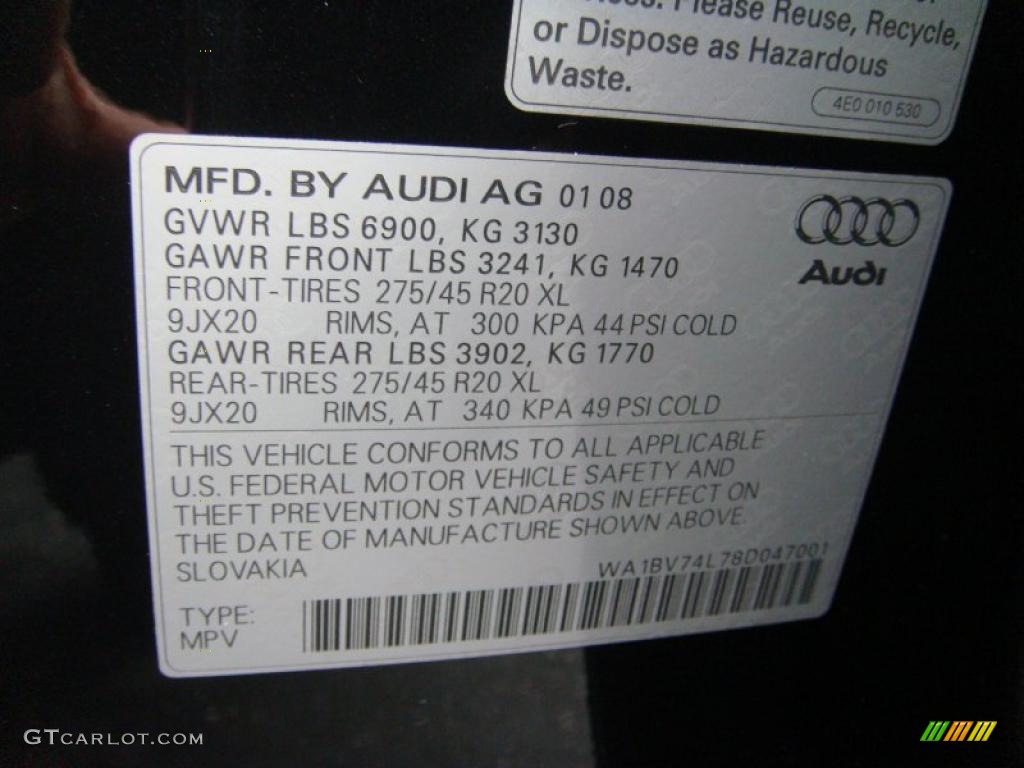 Please Reuse, Recycle,
or Dispose as Hazardous
Waste.
4E0 010 530
MFD. BY AUDI AG 01 08
GVWR LBS 6900, KG 3130
GAWR FRONT LBS 3241, KG 1470
FRONT-TIRES 275/45 R20 XL
9JX20 RIMS, AT 300 KPA 44 PSI COLD
GAWR REAR LBS 3902, KG 1770
REAR-TIRES 275/45 R20 XL
9JX20 RIMS, AT 340 KPA 49 PSI COLD
Audi
THIS VEHICLE CONFORMS TO ALL APPLICABLE
U.S. FEDERAL MOTOR VEHICLE SAFETY AND
THEFT PREVENTION STANDARDS IN EFFECT ON
THE DATE OF MANUFACTURE SHOWN ABOVE.
SLOVAKIA WA1BV74L78D047001
TYPE:
MPV
GTCARLOT.COM